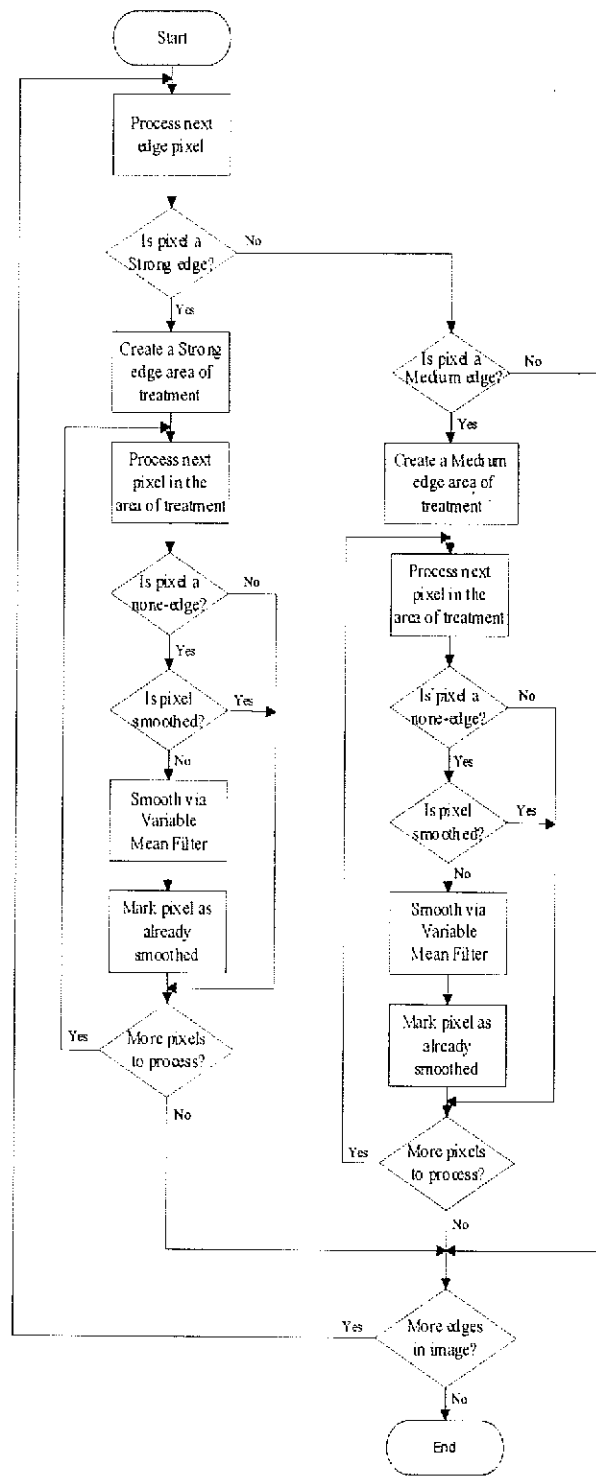 Start
Process next
edge pixel
Is pixel a
Strong edge?
No
Yes
Create a Strong
edge area of
treatment
Process next
pixel in the
area of treatment
Is pixel a
none-edge?
No
Yes
Is pixel
smoothed?
Yes
No
Smooth via
Variable
Mean Filter
Mark pixel as
already
smoothed
Yes
More pixels
to process?
No
Is pixel a
Medium edge?
No
Yes
Create a Medium
edge area of
treatment
Process next
pixel in the
area of treatment
Is pixel a
none-edge?
No
Yes
Is pixel
smoothed?
Yes
No
Smooth via
Variable
Mean Filter
Mark pixel as
already
smoothed
Yes
More pixels
to process?
No
Yes
More edges
in image?
No
End